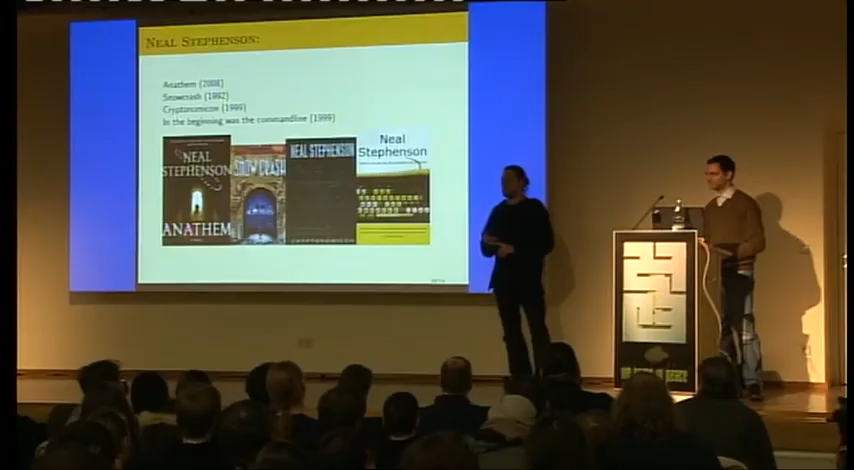 NEAL STEPHENSON:
Anathem (2008)
Snowcrash (1992)
Cryptonomicon (1999)
In the beginning was the commandline (1999)
NEAL
STEPHENSON
ANATHEM
SNOW CRASH
NEAL STEPHENSON
CRYPTONOMICON
Neal
Stephenson